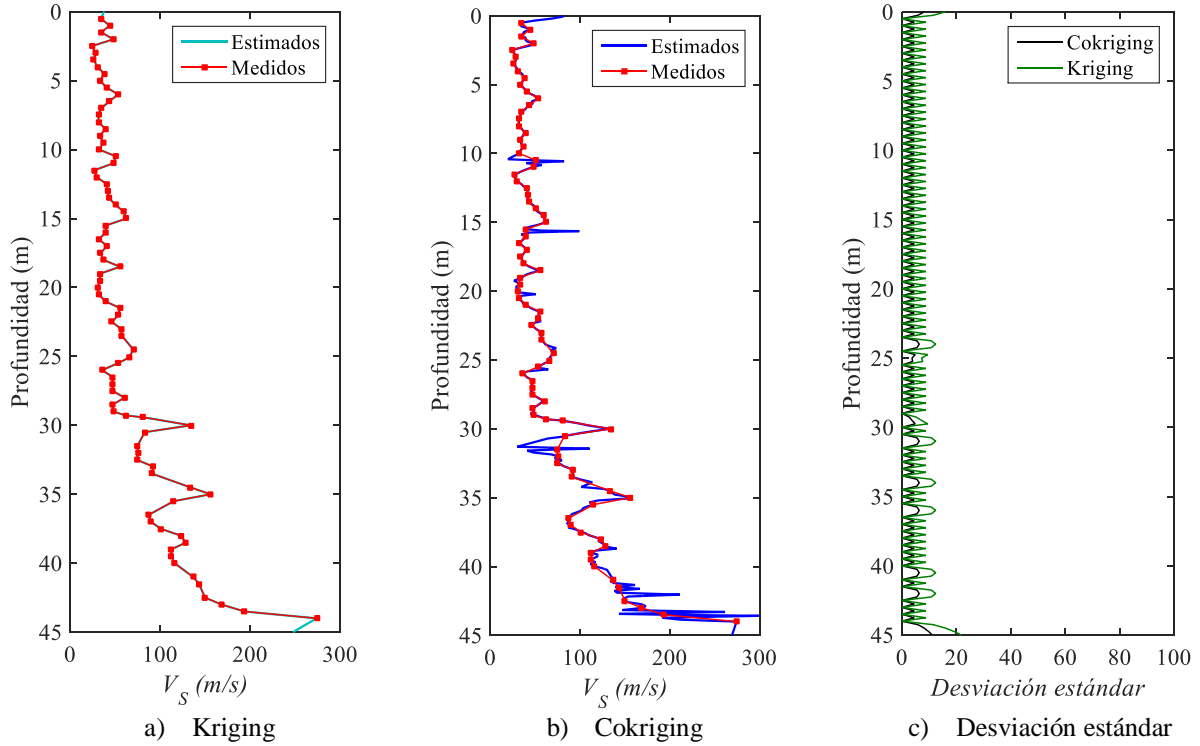 Profundidad (m)
0
5
10
15
20
25
30
35
40
45
0
100
200
300
V_S (m/s)
Estimados
Medidos
a) Kriging
Profundidad (m)
0
5
10
15
20
25
30
35
40
45
0
100
200
300
V_S (m/s)
Estimados
Medidos
b) Cokriging
Profundidad (m)
0
5
10
15
20
25
30
35
40
45
0
20
40
60
80
100
Desviación estándar
Cokriging
Kriging
c) Desviación estándar